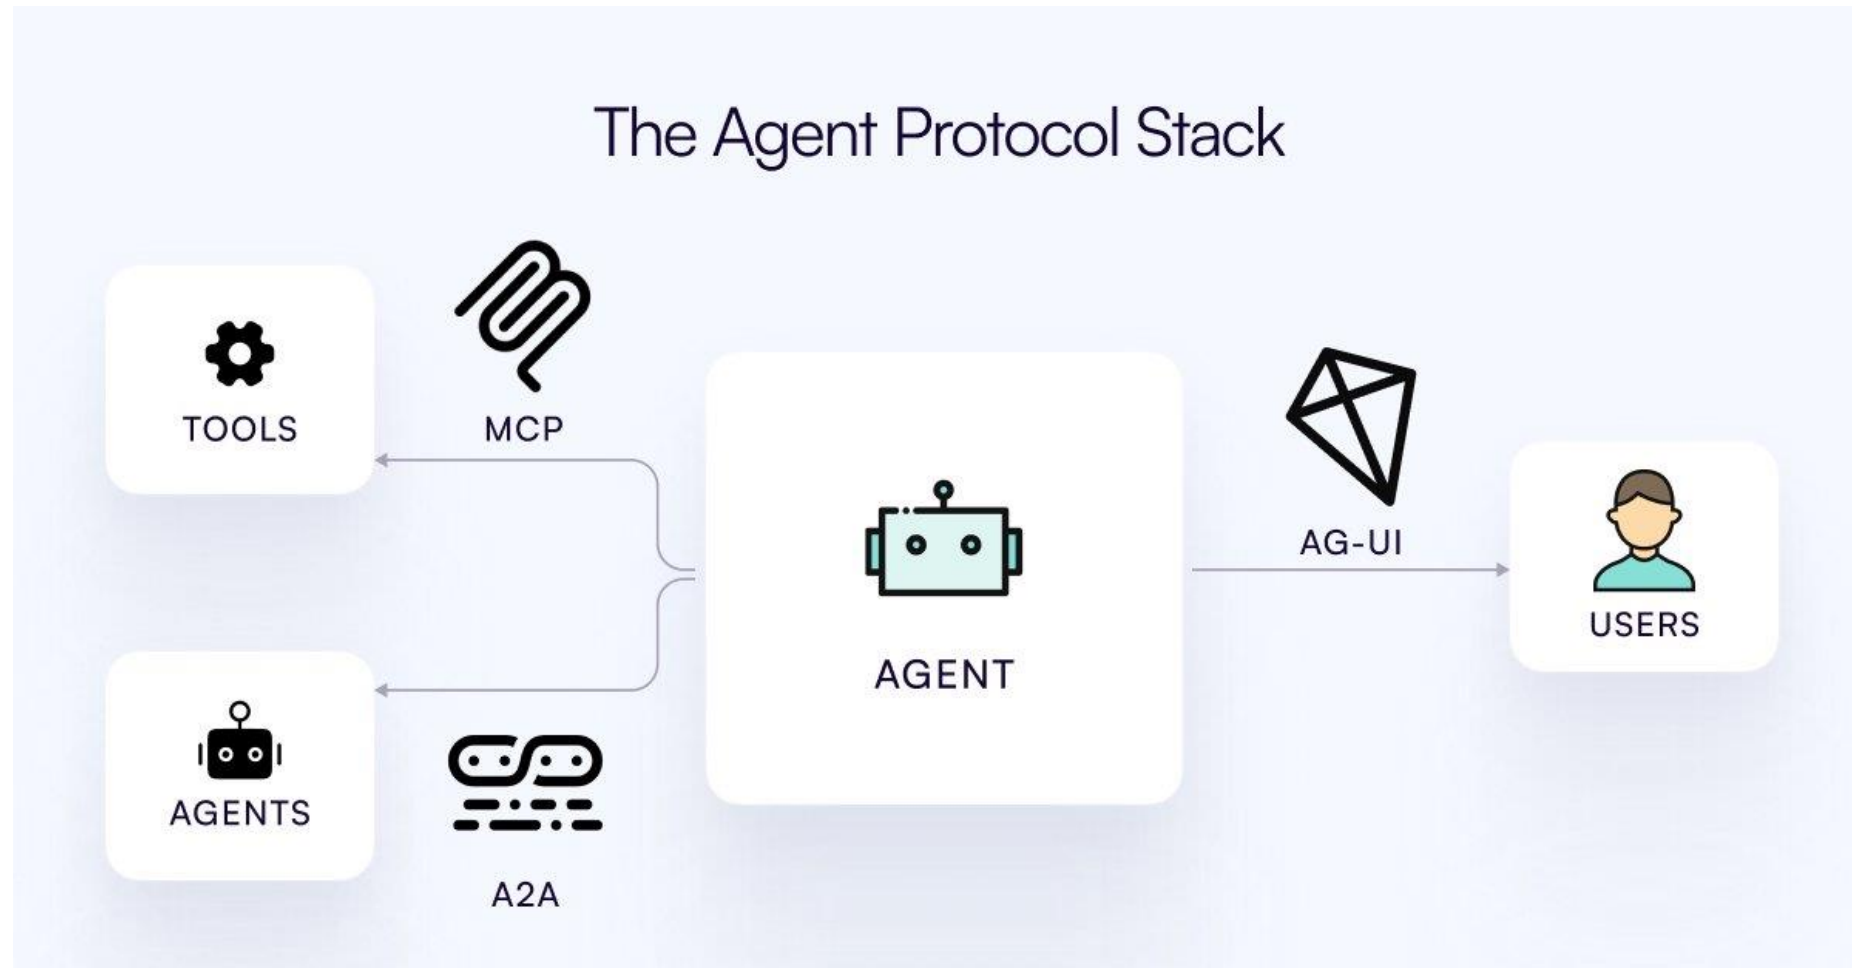 The Agent Protocol Stack
TOOLS
MCP
AGENT
AG-UI
USERS
AGENTS
A2A